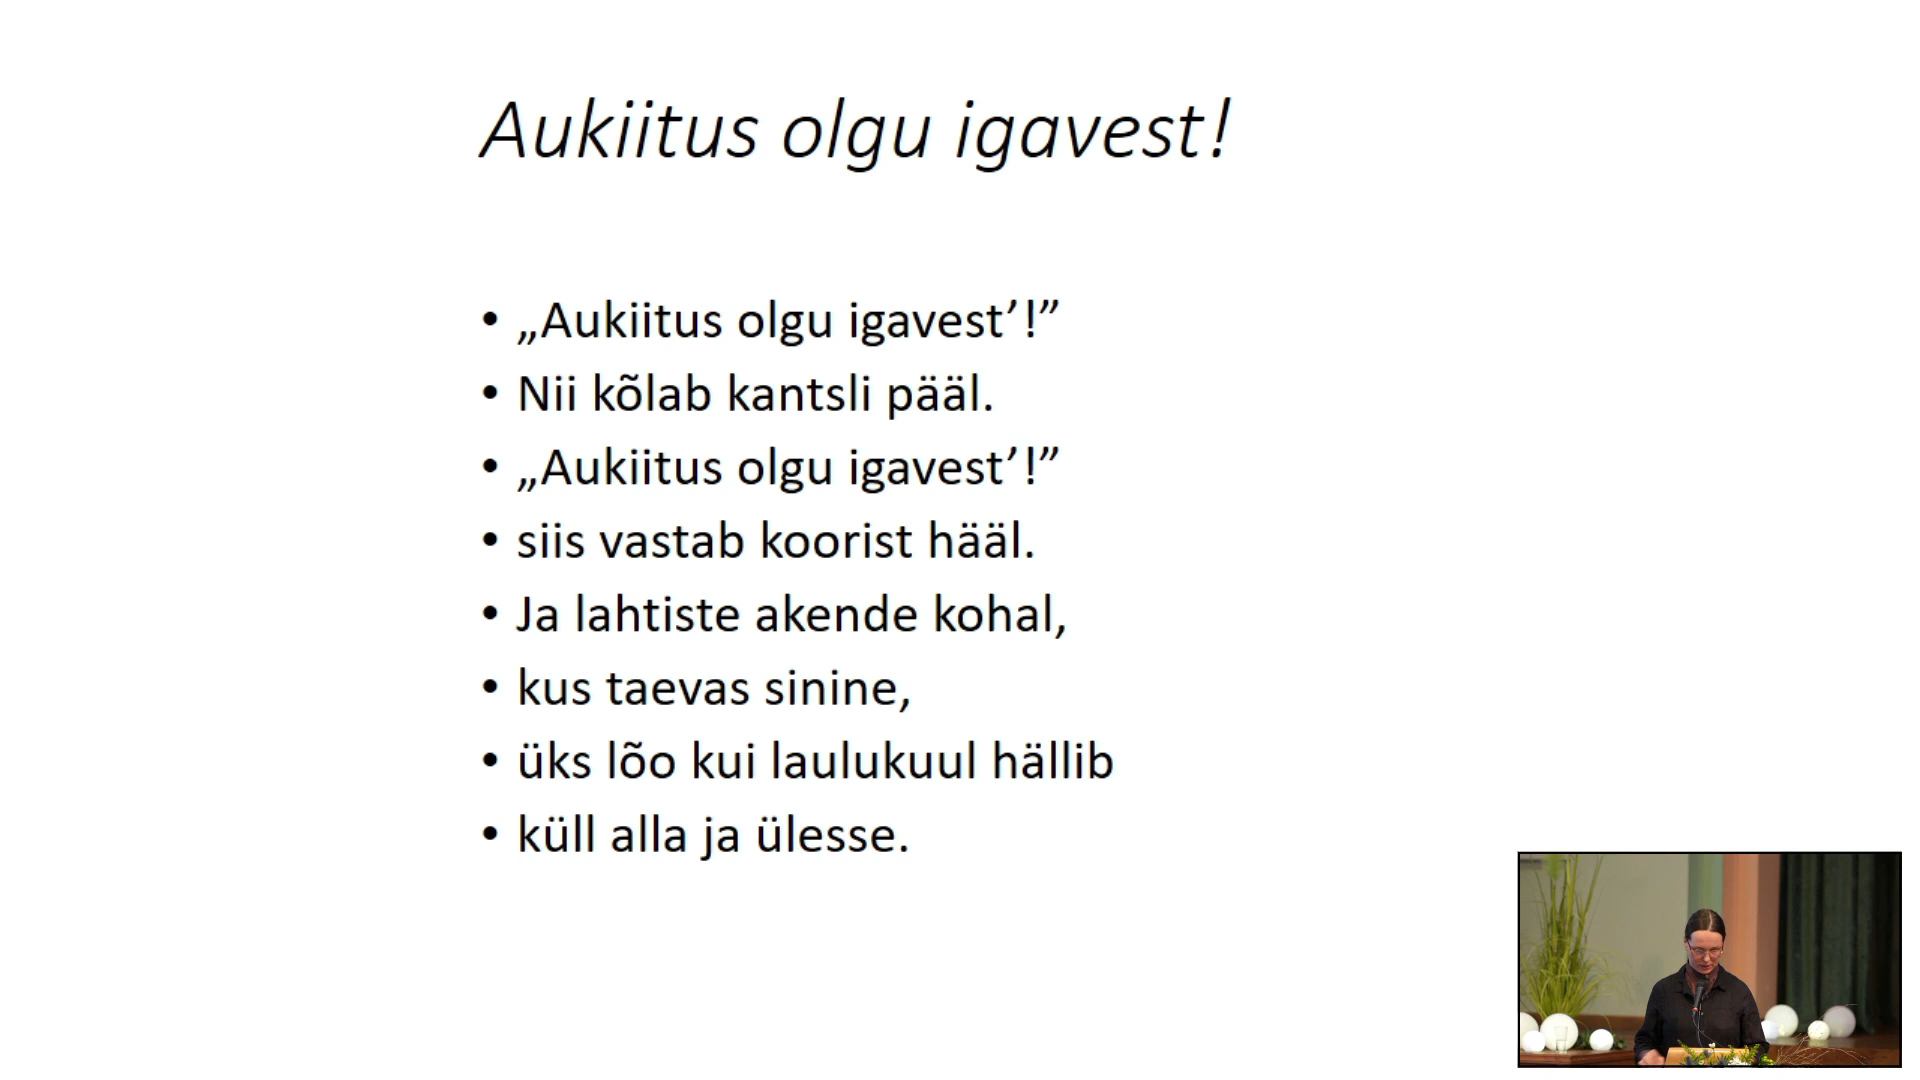 Aukiitus olgu igavest!
• „Aukiitus olgu igavest’!”
• Nii kõlab kantsli pääl.
• „Aukiitus olgu igavest’!”
• siis vastab koorist hääl.
• Ja lahtiste akende kohal,
• kus taevas sinine,
• üks lõo kui laulukuul hällib
• küll alla ja ülesse.